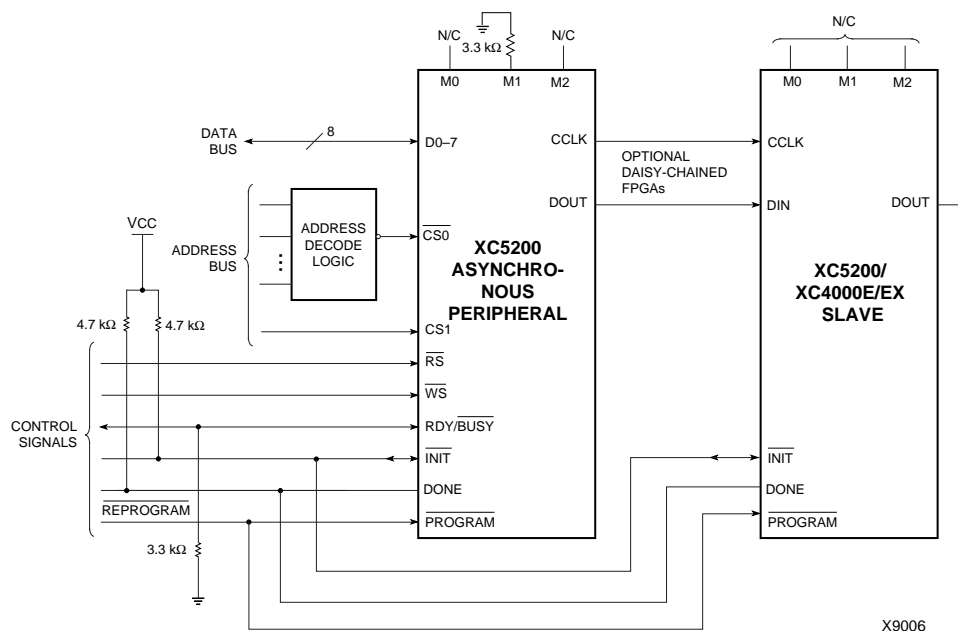 N/C
3.3 kΩ
N/C
N/C
M0
M1
M2
M0
M1
M2
DATA
BUS
8
D0–7
CCLK
CCLK
OPTIONAL
DAISY-CHAINED
FPGAs
DOUT
DIN
DOUT
VCC
ADDRESS
BUS
ADDRESS
DECODE
LOGIC
CS0
XC5200
ASYNCHRO-
NOUS
PERIPHERAL
XC5200/
XC4000E/EX
SLAVE
4.7 kΩ
4.7 kΩ
CS1
RS
WS
CONTROL
SIGNALS
RDY/BUSY
INIT
INIT
DONE
DONE
REPROGRAM
PROGRAM
PROGRAM
3.3 kΩ
X9006